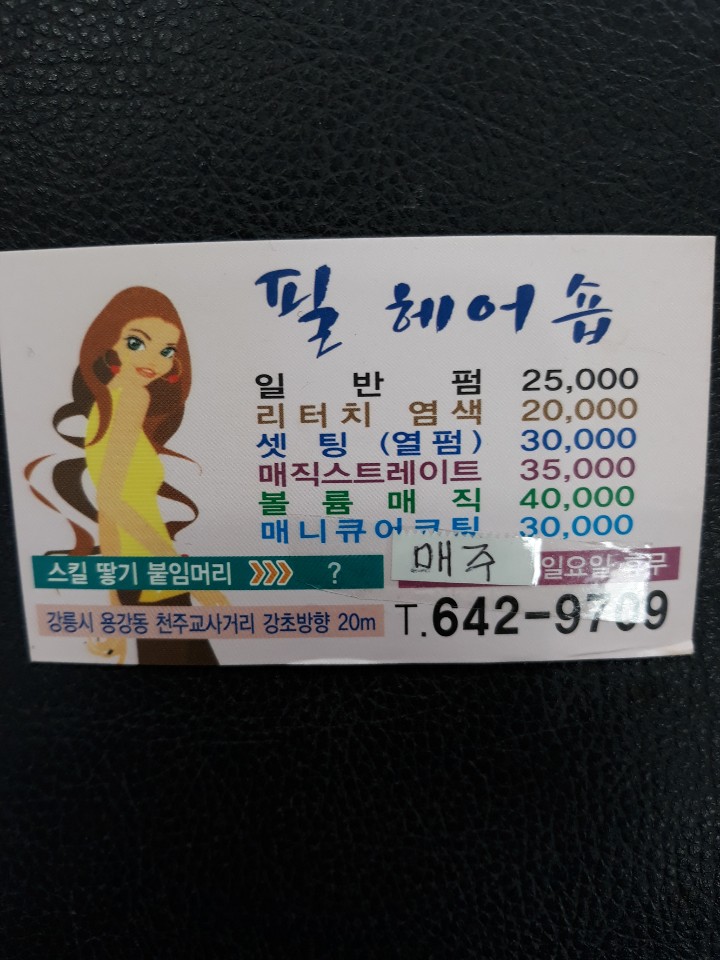 필 헤어숍
일반펌 25,000
리터치 염색 20,000
셋팅 (열펌) 30,000
매직스트레이트 35,000
볼륨매직 40,000
매니큐어코팅 30,000
스킬 땋기 붙임머리 》》》 ?
매주 일요일 휴무
강릉시 용강동 천주교사거리 강초방향 20m
T.642-9709